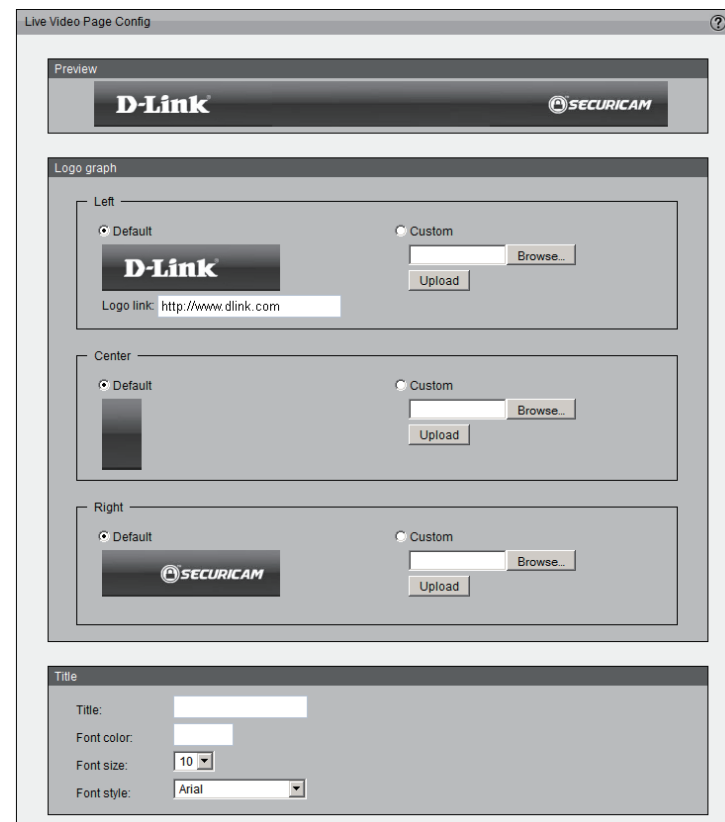 Live Video Page Config ?
Preview
D-Link SECURICAM
Logo graph
Left
Default Custom
D-Link
Browse...
Upload
Logo link: http://www.dlink.com
Center
Default Custom
Browse...
Upload
Right
Default Custom
SECURICAM
Browse...
Upload
Title
Title:
Font color:
Font size: 10
Font style: Arial